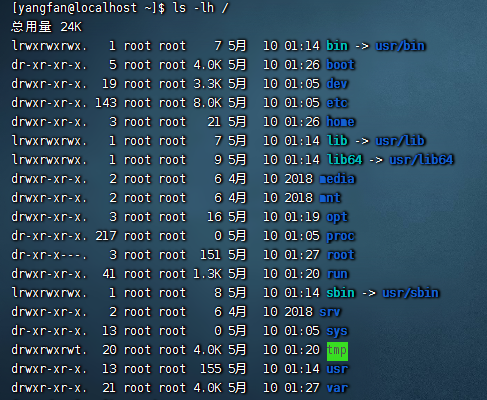 [yangfan@localhost ~]$ ls -lh /
总用量 24K
lrwxrwxrwx.   1 root root    7 5月  10 01:14 bin -> usr/bin
dr-xr-xr-x.   5 root root 4.0K 5月  10 01:26 boot
drwxr-xr-x.  19 root root 3.3K 5月  10 01:05 dev
drwxr-xr-x. 143 root root 8.0K 5月  10 01:05 etc
drwxr-xr-x.   3 root root   21 5月  10 01:26 home
lrwxrwxrwx.   1 root root    7 5月  10 01:14 lib -> usr/lib
lrwxrwxrwx.   1 root root    9 5月  10 01:14 lib64 -> usr/lib64
drwxr-xr-x.   2 root root    6 4月  10 2018 media
drwxr-xr-x.   2 root root    6 4月  10 2018 mnt
drwxr-xr-x.   3 root root   16 5月  10 01:19 opt
dr-xr-xr-x. 217 root root    0 5月  10 01:05 proc
dr-xr-x---.   3 root root  151 5月  10 01:27 root
drwxr-xr-x.  41 root root 1.3K 5月  10 01:20 run
lrwxrwxrwx.   1 root root    8 5月  10 01:14 sbin -> usr/sbin
drwxr-xr-x.   2 root root    6 4月  10 2018 srv
dr-xr-xr-x.  13 root root    0 5月  10 01:05 sys
drwxrwxrwt.  20 root root 4.0K 5月  10 01:20 tmp
drwxr-xr-x.  13 root root  155 5月  10 01:14 usr
drwxr-xr-x.  21 root root 4.0K 5月  10 01:27 var